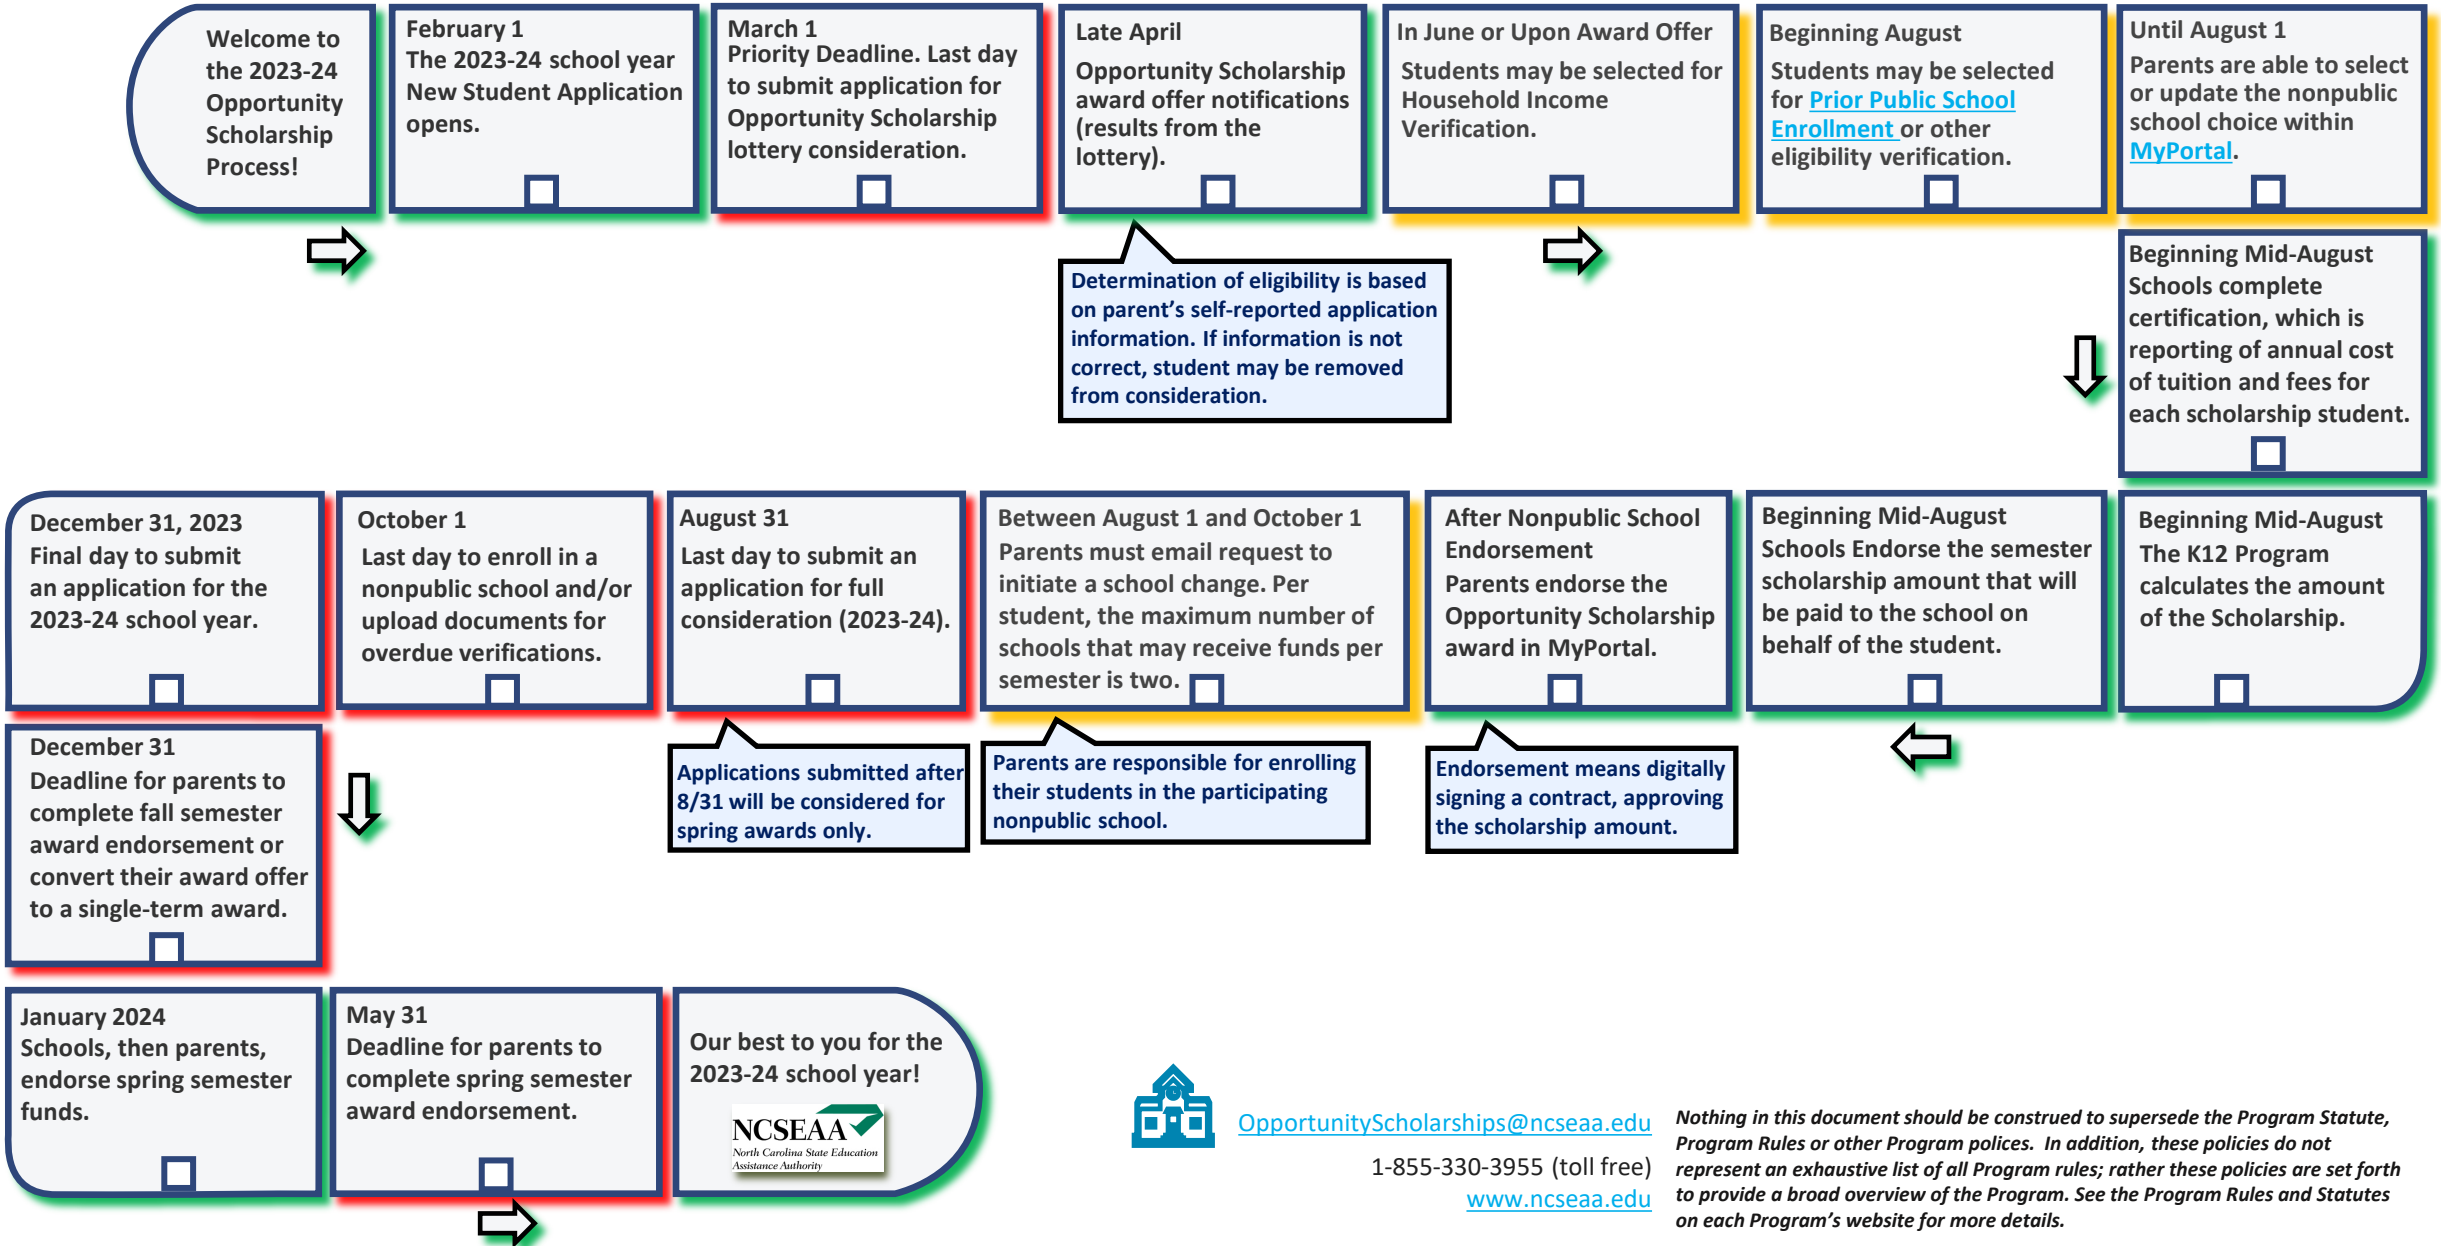 Welcome to
the 2023-24
Opportunity
Scholarship
Process!
February 1
The 2023-24 school year
New Student Application
opens.
March 1
Priority Deadline. Last day
to submit application for
Opportunity Scholarship
lottery consideration.
Late April
Opportunity Scholarship
award offer notifications
(results from the
lottery).
Determination of eligibility is based
on parent's self-reported application
information. If information is not
correct, student may be removed
from consideration.
In June or Upon Award Offer
Students may be selected for
Household Income
Verification.
Beginning August
Students may be selected
for Prior Public School
Enrollment or other
eligibility verification.
Until August 1
Parents are able to select
or update the nonpublic
school choice within
MyPortal.
Beginning Mid-August
Schools complete
certification, which is
reporting of annual cost
of tuition and fees for
each scholarship student.
Beginning Mid-August
The K12 Program
calculates the amount
of the Scholarship.
Beginning Mid-August
Schools Endorse the semester
scholarship amount that will
be paid to the school on
behalf of the student.
After Nonpublic School
Endorsement
Parents endorse the
Opportunity Scholarship
award in MyPortal.
Endorsement means digitally
signing a contract, approving
the scholarship amount.
Between August 1 and October 1
Parents must email request to
initiate a school change. Per
student, the maximum number of
schools that may receive funds per
semester is two.
Parents are responsible for enrolling
their students in the participating
nonpublic school.
August 31
Last day to submit an
application for full
consideration (2023-24).
Applications submitted after
8/31 will be considered for
spring awards only.
October 1
Last day to enroll in a
nonpublic school and/or
upload documents for
overdue verifications.
December 31, 2023
Final day to submit
an application for the
2023-24 school year.
December 31
Deadline for parents to
complete fall semester
award endorsement or
convert their award offer
to a single-term award.
January 2024
Schools, then parents,
endorse spring semester
funds.
May 31
Deadline for parents to
complete spring semester
award endorsement.
Our best to you for the
2023-24 school year!
NCSEAA
North Carolina State Education
Assistance Authority
OpportunityScholarships@ncseaa.edu
1-855-330-3955 (toll free)
www.ncseaa.edu
Nothing in this document should be construed to supersede the Program Statute,
Program Rules or other Program polices. In addition, these policies do not
represent an exhaustive list of all Program rules; rather these policies are set forth
to provide a broad overview of the Program. See the Program Rules and Statutes
on each Program's website for more details.